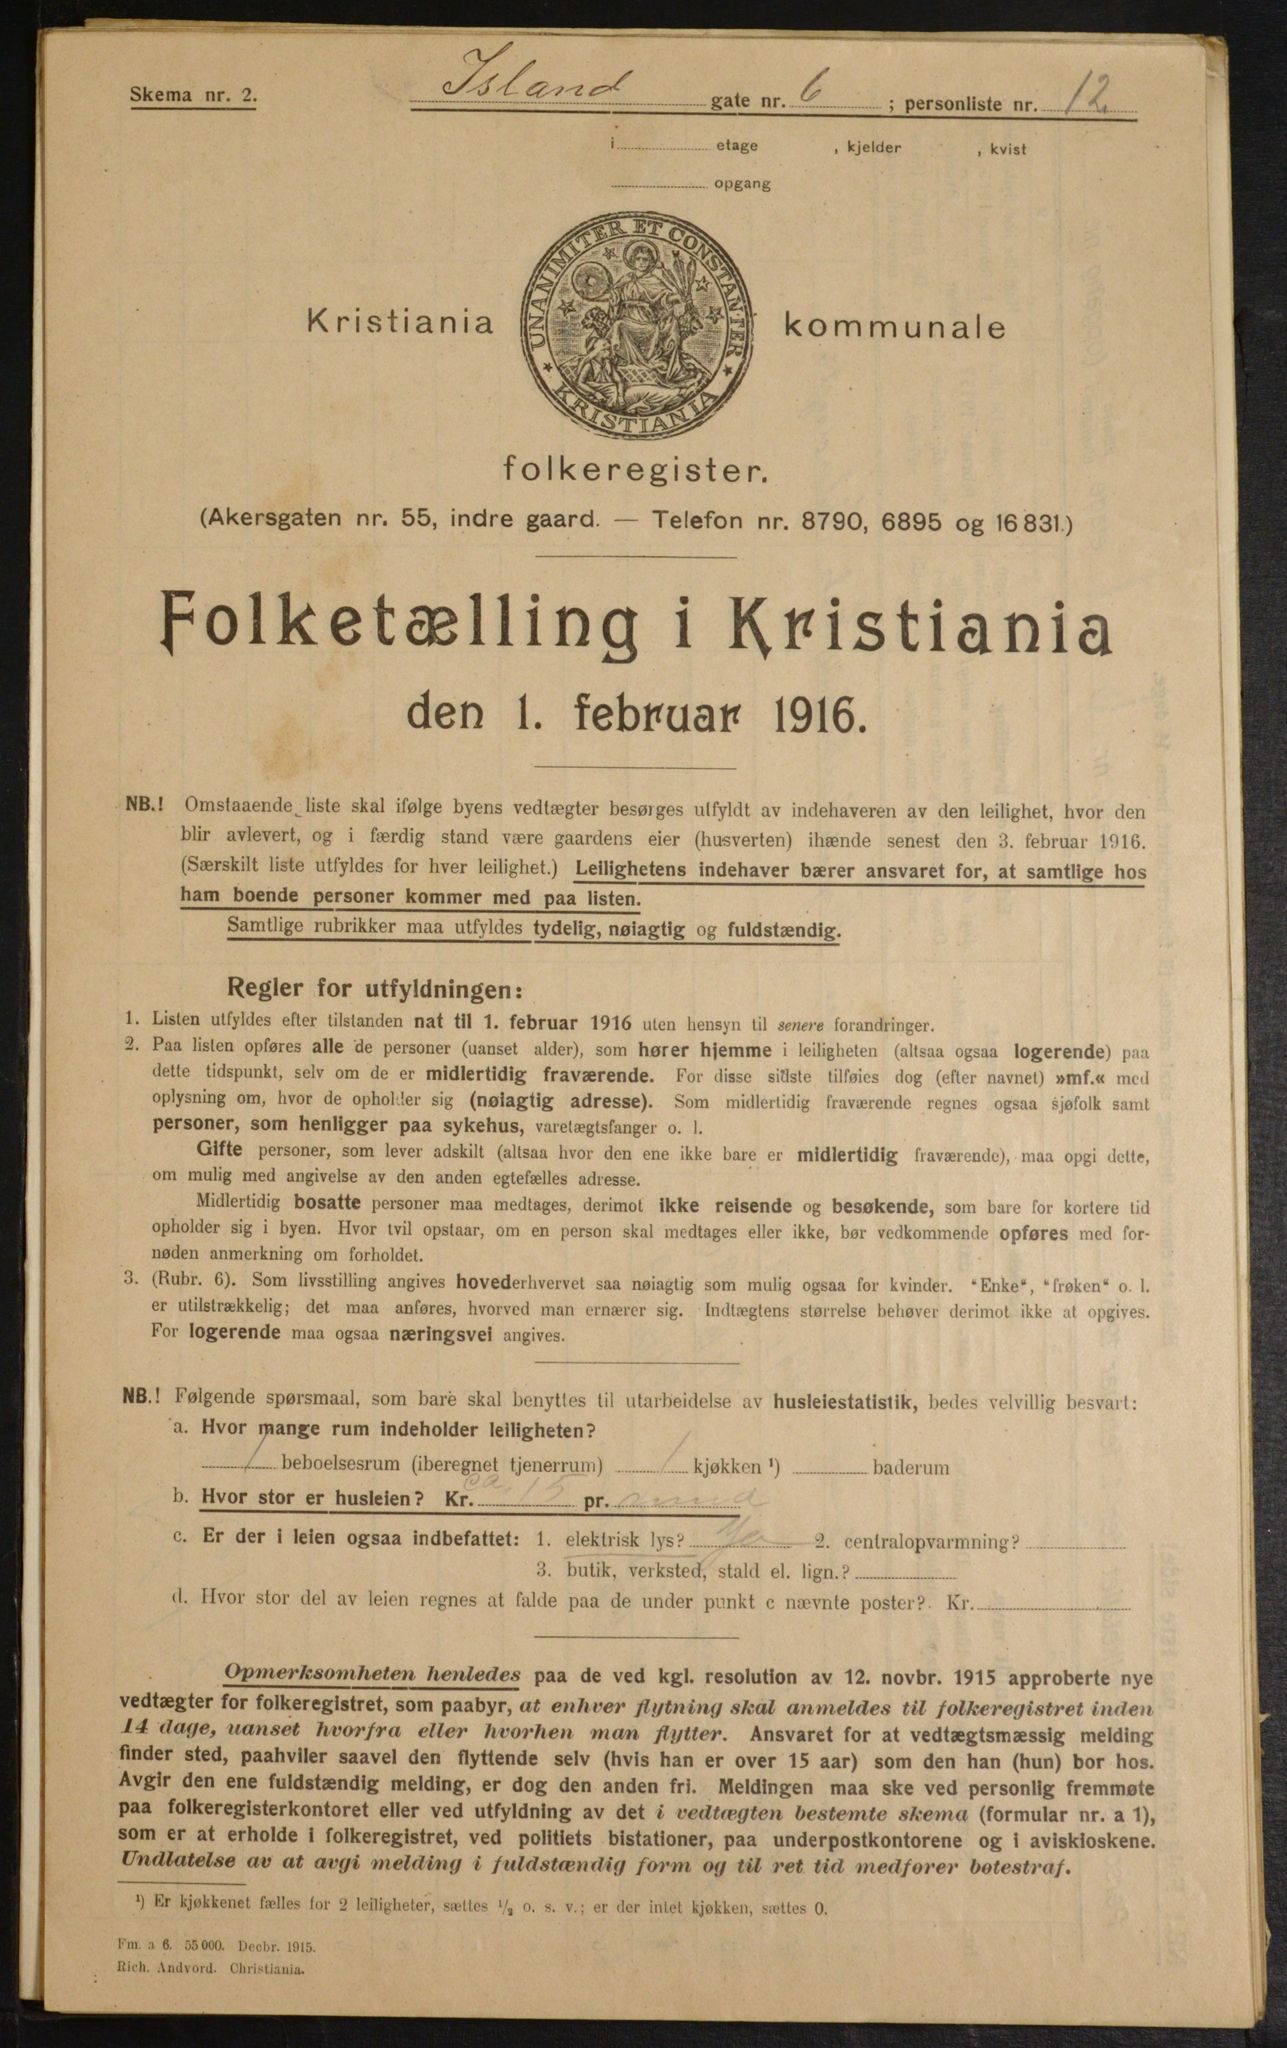 Skema nr. 2.
Island gate nr. 6 ; personliste nr. 12.
i etage , kjelder , kvist
opgang
UNANIMITER ET CONSTANTER
★ KRISTIANIA ★
Kristiania kommunale
folkeregister.
(Akersgaten nr. 55, indre gaard. — Telefon nr. 8790, 6895 og 16831.)
Folketælling i Kristiania
den 1. februar 1916.
NB.! Omstaaende liste skal ifølge byens vedtægter besørges utfyldt av indehaveren av den leilighet, hvor den
blir avlevert, og i færdig stand være gaardens eier (husverten) ihænde senest den 3. februar 1916.
(Særskilt liste utfyldes for hver leilighet.) Leilighetens indehaver bærer ansvaret for, at samtlige hos
ham boende personer kommer med paa listen.
Samtlige rubrikker maa utfyldes tydelig, nøiagtig og fuldstændig.
Regler for utfyldningen:
1. Listen utfyldes efter tilstanden nat til 1. februar 1916 uten hensyn til senere forandringer.
2. Paa listen opføres alle de personer (uanset alder), som hører hjemme i leiligheten (altsaa ogsaa logerende) paa
dette tidspunkt, selv om de er midlertidig fraværende. For disse sidste tilføies dog (efter navnet) »mf.« med
oplysning om, hvor de opholder sig (nøiagtig adresse). Som midlertidig fraværende regnes ogsaa sjøfolk samt
personer, som henligger paa sykehus, varetægtsfanger o. l.
Gifte personer, som lever adskilt (altsaa hvor den ene ikke bare er midlertidig fraværende), maa opgi dette,
om mulig med angivelse av den anden egtefælles adresse.
Midlertidig bosatte personer maa medtages, derimot ikke reisende og besøkende, som bare for kortere tid
opholder sig i byen. Hvor tvil opstaar, om en person skal medtages eller ikke, bør vedkommende opføres med for-
nøden anmerkning om forholdet.
3. (Rubr. 6). Som livsstilling angives hovederhvervet saa nøiagtig som mulig ogsaa for kvinder. "Enke", "frøken" o. l.
er utilstrækkelig; det maa anføres, hvorved man ernærer sig. Indtægtens størrelse behøver derimot ikke at opgives.
For logerende maa ogsaa næringsvei angives.
NB.! Følgende spørsmaal, som bare skal benyttes til utarbeidelse av husleiestatistik, bedes velvillig besvart:
a. Hvor mange rum indeholder leiligheten?
1 beboelsesrum (iberegnet tjenerrum) 1 kjøkken ¹) baderum
b. Hvor stor er husleien? Kr. ca. 15 pr. mnd
c. Er der i leien ogsaa indbefattet: 1. elektrisk lys? Ja 2. centralopvarmning?
3. butik, verksted, stald el. lign.?
d. Hvor stor del av leien regnes at falde paa de under punkt c nævnte poster? Kr.
Opmerksomheten henledes paa de ved kgl. resolution av 12. novbr. 1915 approberte nye
vedtægter for folkeregistret, som paabyr, at enhver flytning skal anmeldes til folkeregistret inden
14 dage, uanset hvorfra eller hvorhen man flytter. Ansvaret for at vedtægtsmæssig melding
finder sted, paahviler saavel den flyttende selv (hvis han er over 15 aar) som den han (hun) bor hos.
Avgir den ene fuldstændig melding, er dog den anden fri. Meldingen maa ske ved personlig fremmøte
paa folkeregisterkontoret eller ved utfyldning av det i vedtægten bestemte skema (formular nr. a 1),
som er at erholde i folkeregistret, ved politiets bistationer, paa underpostkontorene og i aviskioskene.
Undlatelse av at avgi melding i fuldstændig form og til ret tid medfører bøtestraf.
¹) Er kjøkkenet fælles for 2 leiligheter, sættes ½ o. s. v.; er der intet kjøkken, sættes 0.
Fm. a 6. 55000. Decbr. 1915.
Rich. Andvord. Christiania.